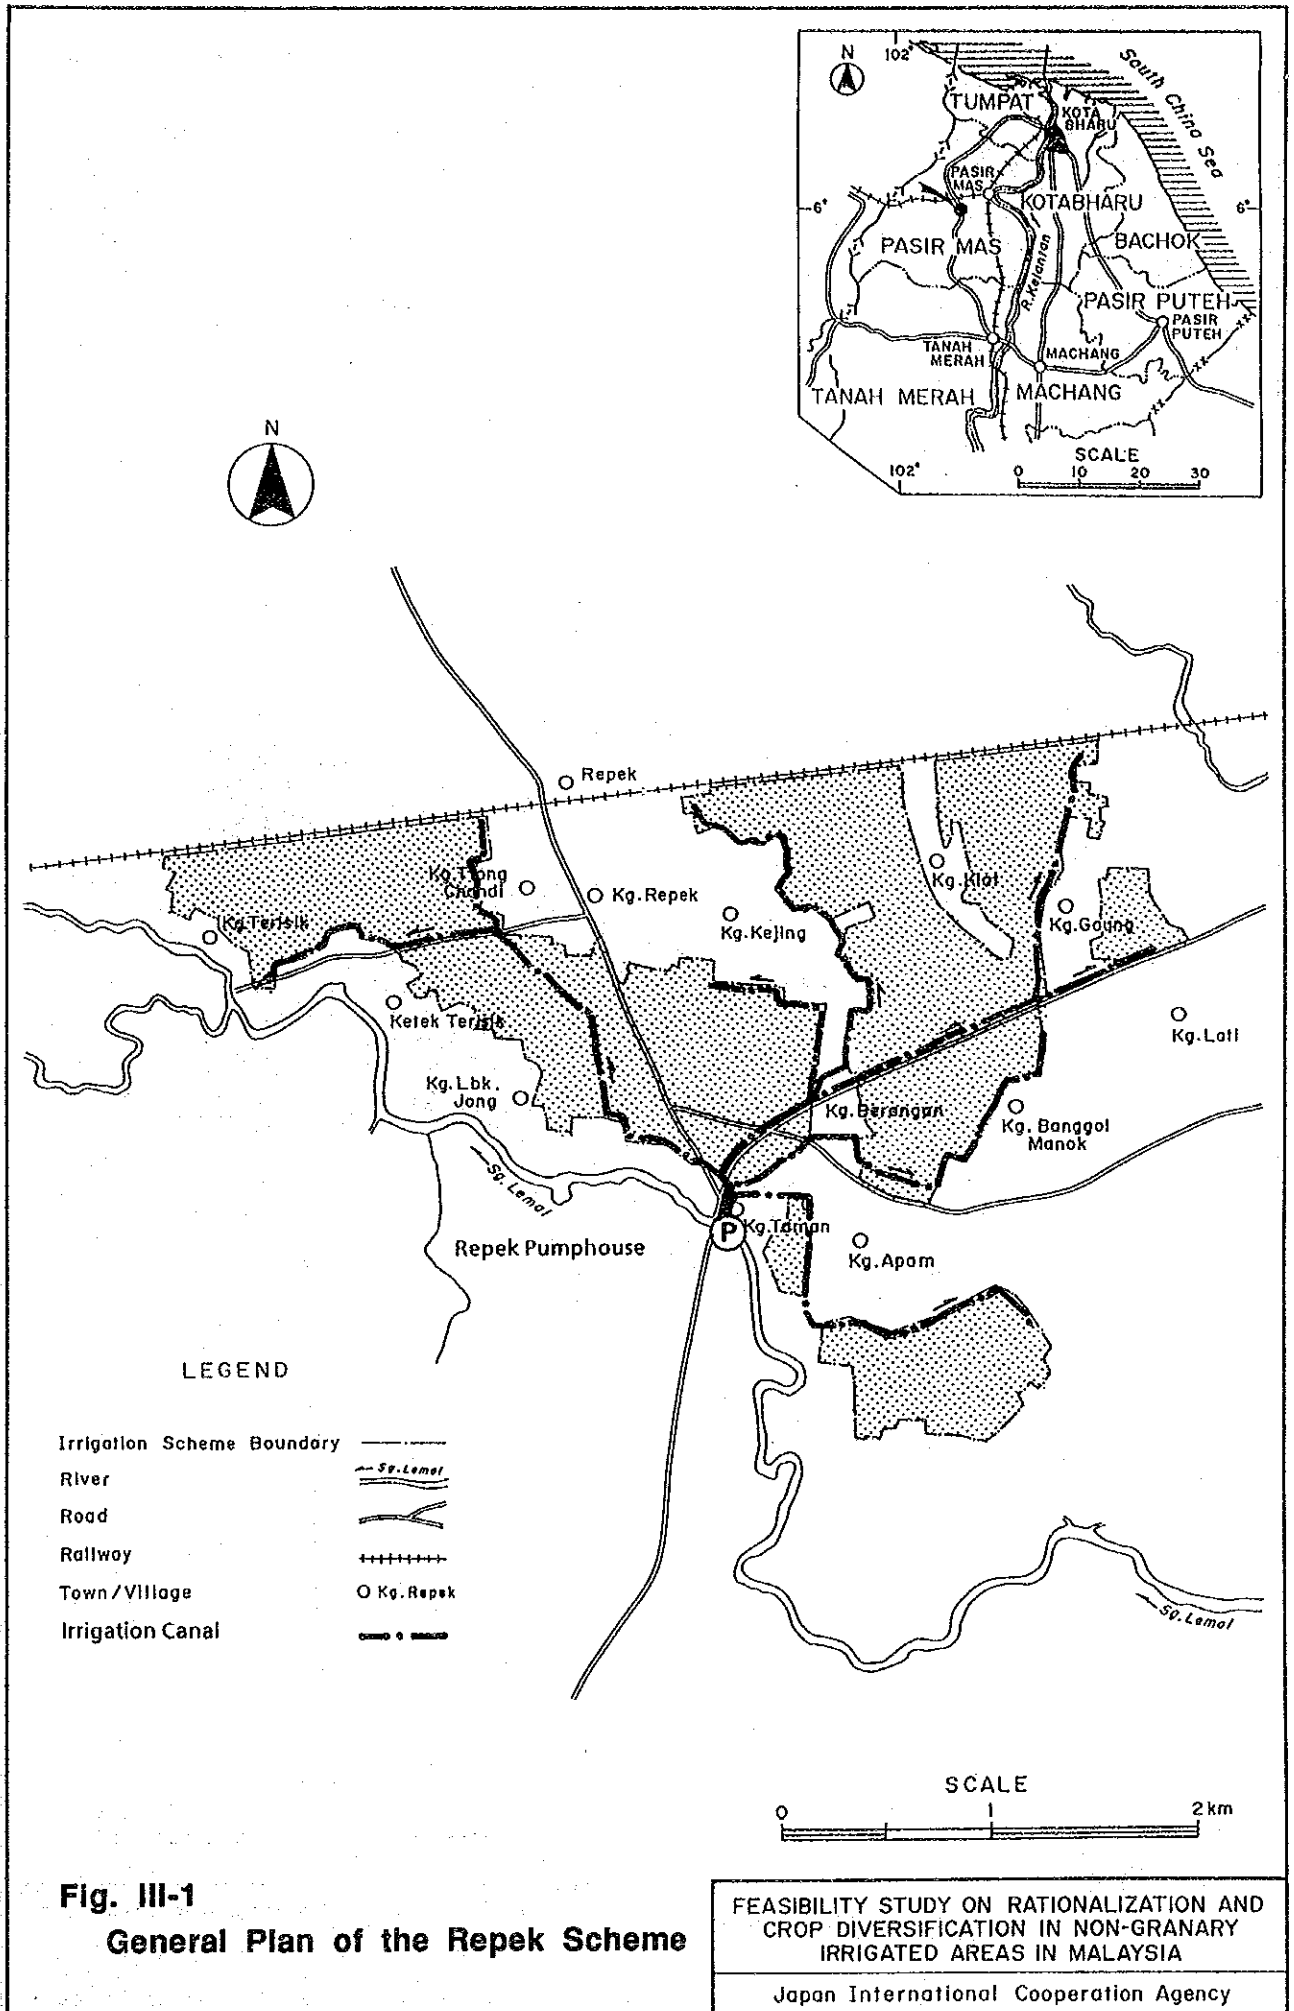 N
102°
South China Sea
TUMPAT
KOTA
BHARU
PASIR
MAS
6°
KOTABHARU
6°
PASIR MAS
BACHOK
R.Kelantan
PASIR PUTEH
PASIR
PUTEH
TANAH
MERAH
MACHANG
TANAH MERAH
MACHANG
SCALE
102°
0 10 20 30
N
Repek
Kg.Tiong
Chandi
Kg.Repek
Kg.Kiat
Kg.Terisik
Kg.Kejing
Kg.Gaung
Ketek Terisik
Kg.Lati
Kg.Lbk.
Jong
Kg.Berangan
Kg. Banggol
Manok
Sg. Lemal
Kg.Taman
P
Repek Pumphouse
Kg.Apam
LEGEND
Irrigation Scheme Boundary
River Sg.Lemal
Road
Railway
Town/Village Kg.Repek
Irrigation Canal
Sg.Lemal
SCALE
0 1 2km
Fig. III-1
General Plan of the Repek Scheme
FEASIBILITY STUDY ON RATIONALIZATION AND
CROP DIVERSIFICATION IN NON-GRANARY
IRRIGATED AREAS IN MALAYSIA
Japan International Cooperation Agency